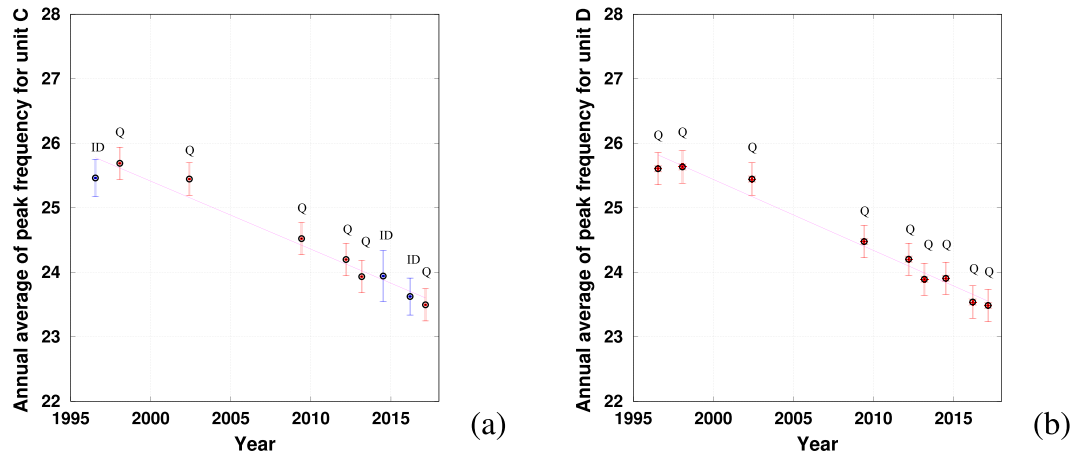 Annual average of peak frequency for unit C
28
27
26
25
24
23
22
1995 2000 2005 2010 2015
Year
ID Q Q Q Q Q ID ID Q
(a)
Annual average of peak frequency for unit D
28
27
26
25
24
23
22
1995 2000 2005 2010 2015
Year
Q Q Q Q Q Q Q Q Q
(b)